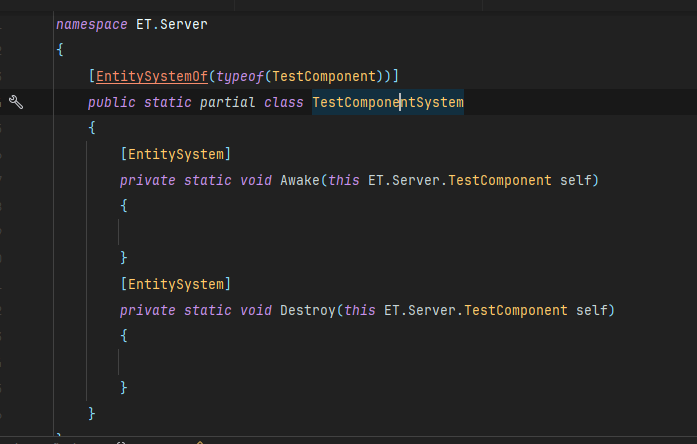 namespace ET.Server
{
[EntitySystemOf(typeof(TestComponent))]
public static partial class TestComponentSystem
{
[EntitySystem]
private static void Awake(this ET.Server.TestComponent self)
{
}
[EntitySystem]
private static void Destroy(this ET.Server.TestComponent self)
{
}
}